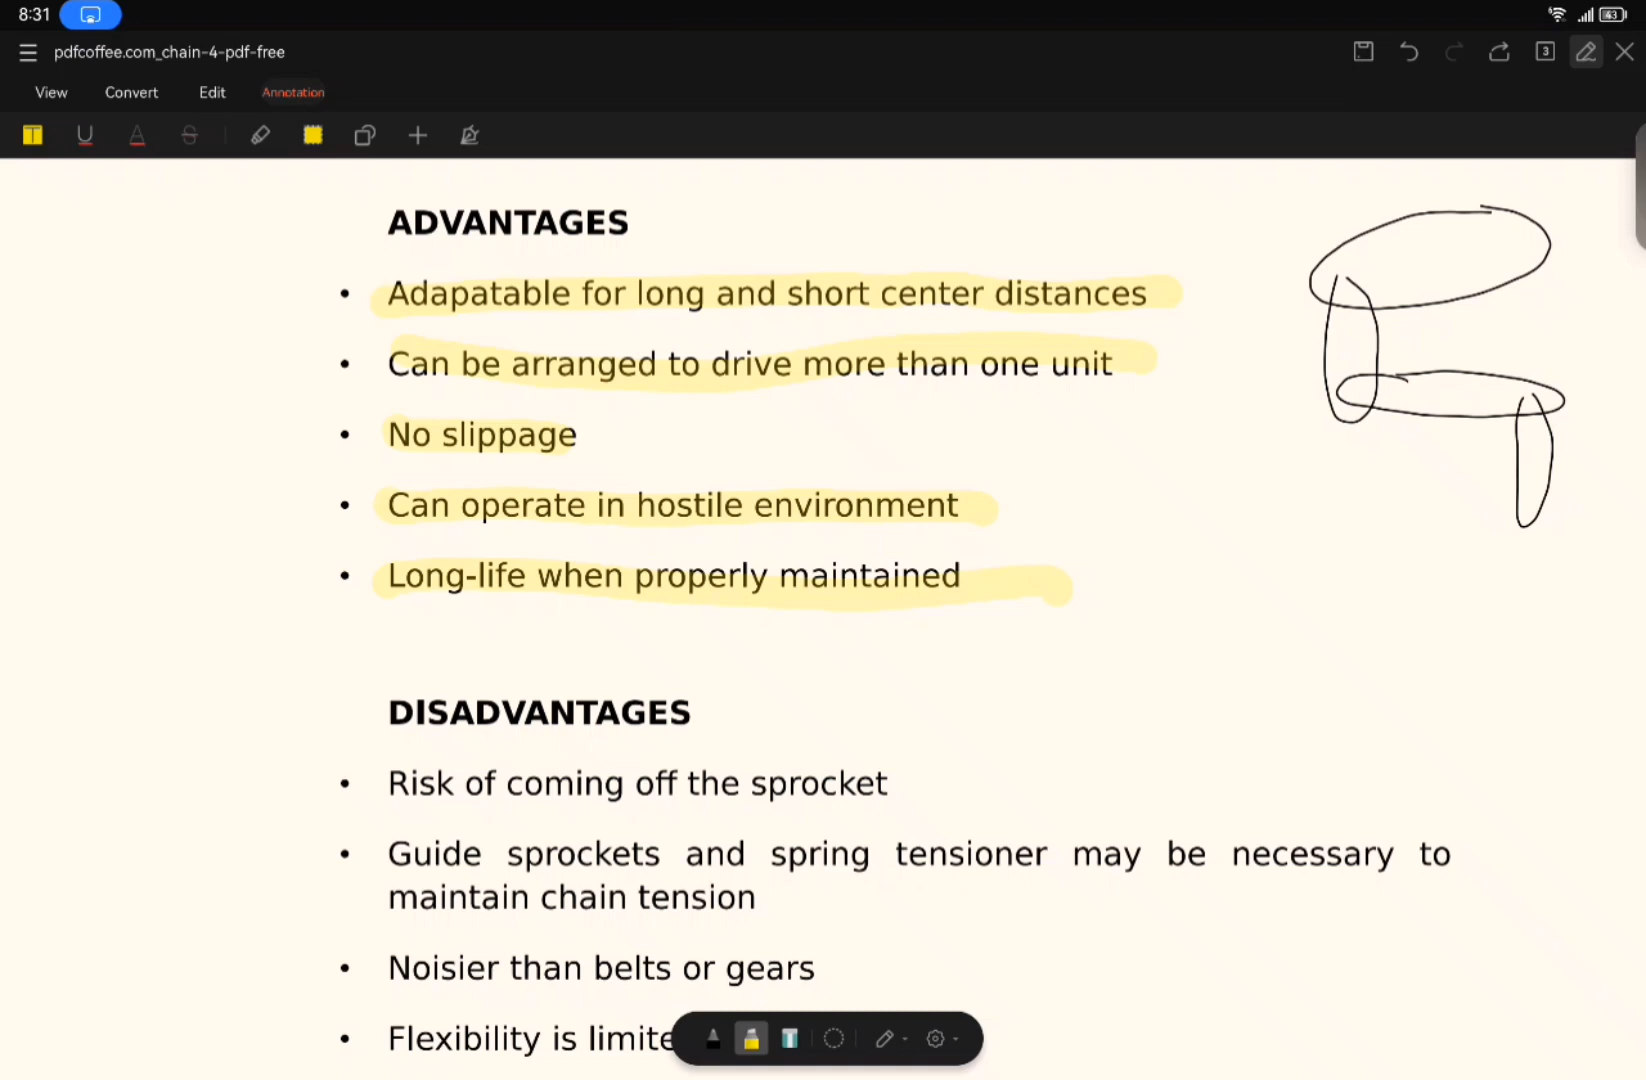 8:31
63
pdfcoffee.com_chain-4-pdf-free
3
View Convert Edit Annotation
T U A S
ADVANTAGES
• Adapatable for long and short center distances
• Can be arranged to drive more than one unit
• No slippage
• Can operate in hostile environment
• Long-life when properly maintained
DISADVANTAGES
• Risk of coming off the sprocket
• Guide sprockets and spring tensioner may be necessary to
maintain chain tension
• Noisier than belts or gears
• Flexibility is limite